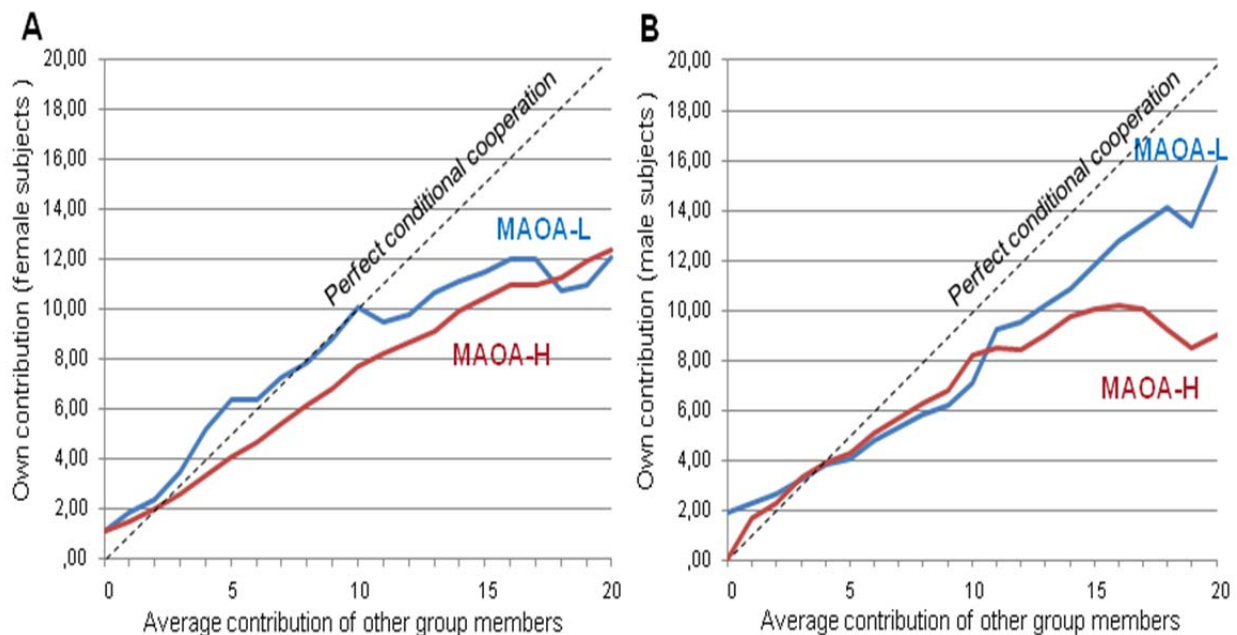 A
Own contribution (female subjects )
20,00
18,00
16,00
14,00
12,00
10,00
8,00
6,00
4,00
2,00
,00
Perfect conditional cooperation
MAOA-L
MAOA-H
0 5 10 15 20
Average contribution of other group members
B
Own contribution (male subjects )
20,00
18,00
16,00
14,00
12,00
10,00
8,00
6,00
4,00
2,00
,00
Perfect conditional cooperation
MAOA-L
MAOA-H
0 5 10 15 20
Average contribution of other group members